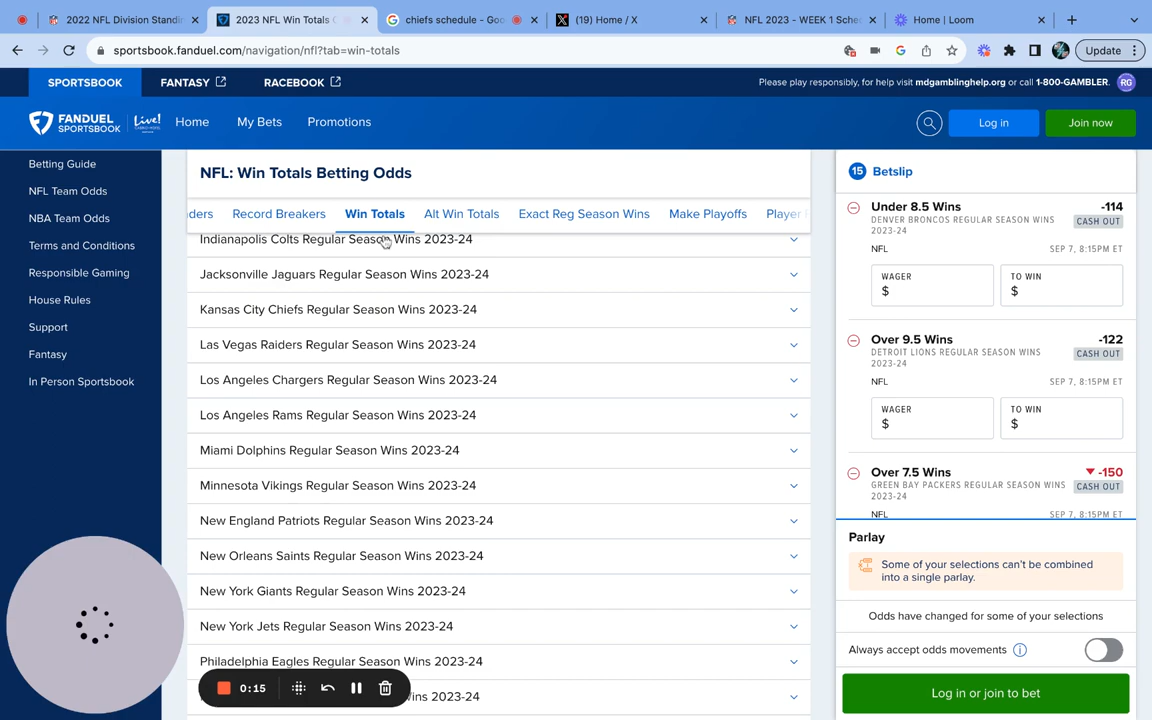 2022 NFL Division Standin
2023 NFL Win Totals
chiefs schedule - Goo
(19) Home / X
NFL 2023 - WEEK 1 Sche
Home | Loom
sportsbook.fanduel.com/navigation/nfl?tab=win-totals
Update
SPORTSBOOK
FANTASY
RACEBOOK
Please play responsibly, for help visit mdgamblinghelp.org or call 1-800-GAMBLER.
RG
FANDUEL
SPORTSBOOK
Live!
Home
My Bets
Promotions
Log in
Join now
Betting Guide
NFL Team Odds
NBA Team Odds
Terms and Conditions
Responsible Gaming
House Rules
Support
Fantasy
In Person Sportsbook
NFL: Win Totals Betting Odds
ders
Record Breakers
Win Totals
Alt Win Totals
Exact Reg Season Wins
Make Playoffs
Player
Indianapolis Colts Regular Season Wins 2023-24
Jacksonville Jaguars Regular Season Wins 2023-24
Kansas City Chiefs Regular Season Wins 2023-24
Las Vegas Raiders Regular Season Wins 2023-24
Los Angeles Chargers Regular Season Wins 2023-24
Los Angeles Rams Regular Season Wins 2023-24
Miami Dolphins Regular Season Wins 2023-24
Minnesota Vikings Regular Season Wins 2023-24
New England Patriots Regular Season Wins 2023-24
New Orleans Saints Regular Season Wins 2023-24
New York Giants Regular Season Wins 2023-24
New York Jets Regular Season Wins 2023-24
Philadelphia Eagles Regular Season Wins 2023-24
son Wins 2023-24
0:15
15 Betslip
Under 8.5 Wins -114
DENVER BRONCOS REGULAR SEASON WINS CASH OUT
2023-24
NFL SEP 7, 8:15PM ET
WAGER TO WIN
$ $
Over 9.5 Wins -122
DETROIT LIONS REGULAR SEASON WINS CASH OUT
2023-24
NFL SEP 7, 8:15PM ET
WAGER TO WIN
$ $
Over 7.5 Wins -150
GREEN BAY PACKERS REGULAR SEASON WINS CASH OUT
2023-24
NFL SEP 7, 8:15PM ET
Parlay
Some of your selections can't be combined
into a single parlay.
Odds have changed for some of your selections
Always accept odds movements
Log in or join to bet